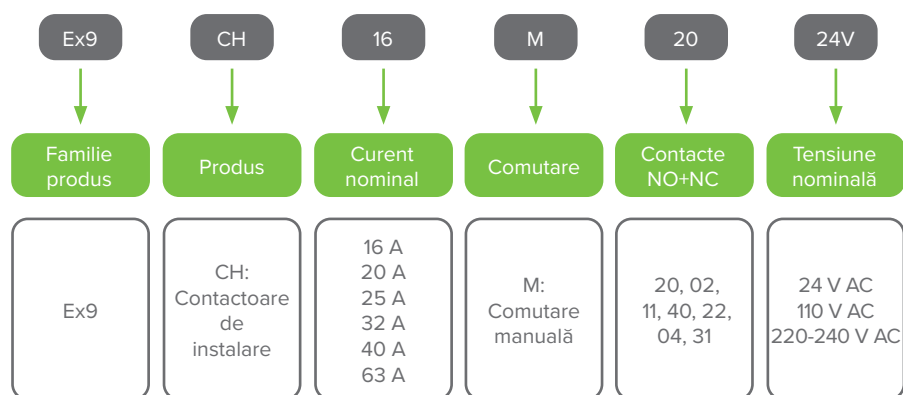 Ex9
CH
16
M
20
24V
Familie
produs
Produs
Curent
nominal
Comutare
Contacte
NO+NC
Tensiune
nominală
Ex9
CH:
Contactoare
de
instalare
16 A
20 A
25 A
32 A
40 A
63 A
M:
Comutare
manuală
20, 02,
11, 40, 22,
04, 31
24 V AC
110 V AC
220-240 V AC